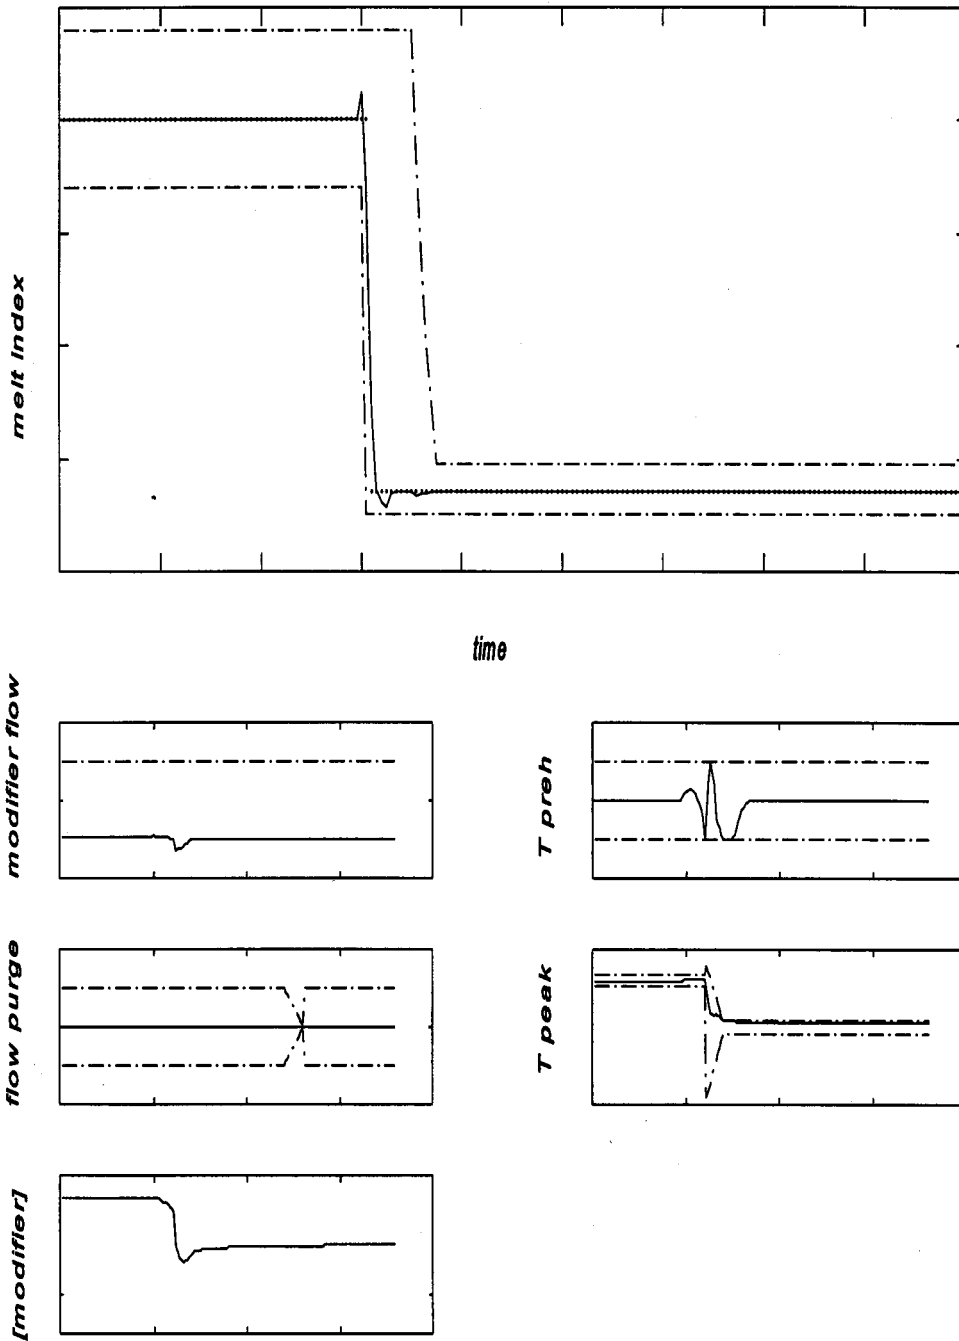 melt index
time
modifier flow
T preh
flow purge
T peak
[modifier]